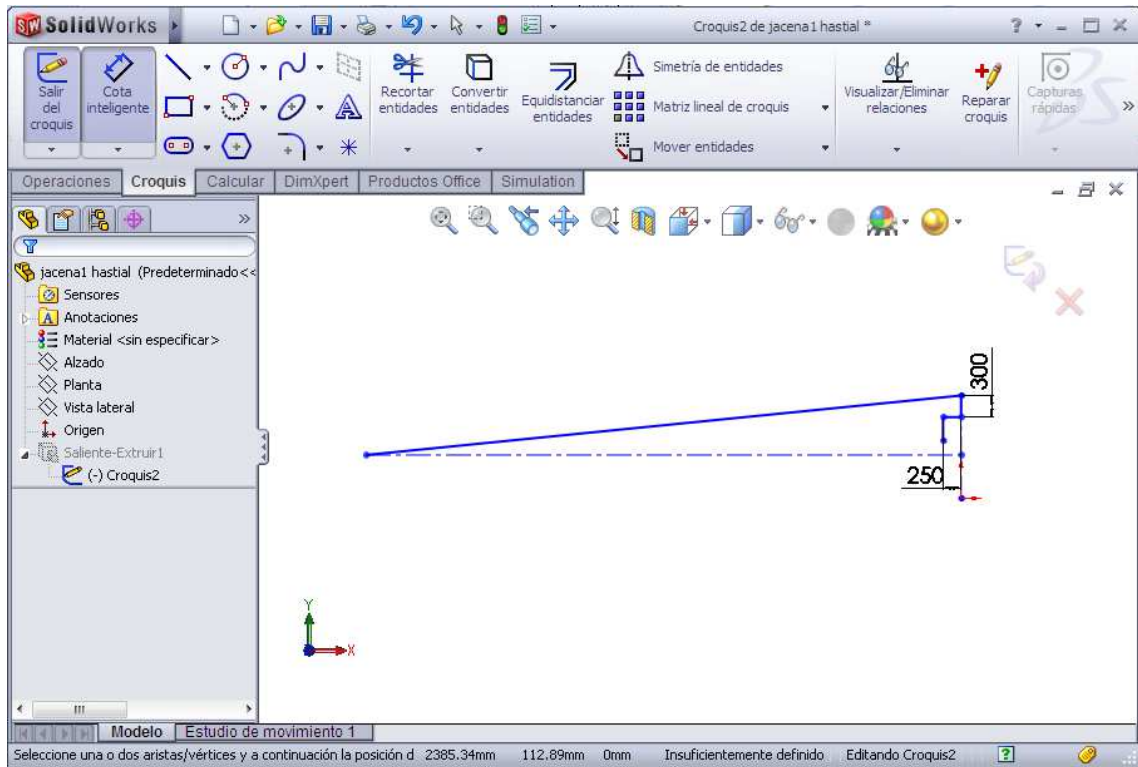 SW SolidWorks
Croquis2 de jacena1 hastial *
?
Salir del croquis
Cota inteligente
Recortar entidades
Convertir entidades
Equidistanciar entidades
Simetría de entidades
Matriz lineal de croquis
Mover entidades
Visualizar/Eliminar relaciones
Reparar croquis
Capturas rápidas
»
Operaciones Croquis Calcular DimXpert Productos Office Simulation
»
jacena1 hastial (Predeterminado<<
Sensores
A Anotaciones
Material <sin especificar>
Alzado
Planta
Vista lateral
Origen
Saliente-Extruir1
(-) Croquis2
300
250
Y
X
Modelo Estudio de movimiento 1
Seleccione una o dos aristas/vértices y a continuación la posición d 2385.34mm 112.89mm 0mm Insuficientemente definido Editando Croquis2 ?